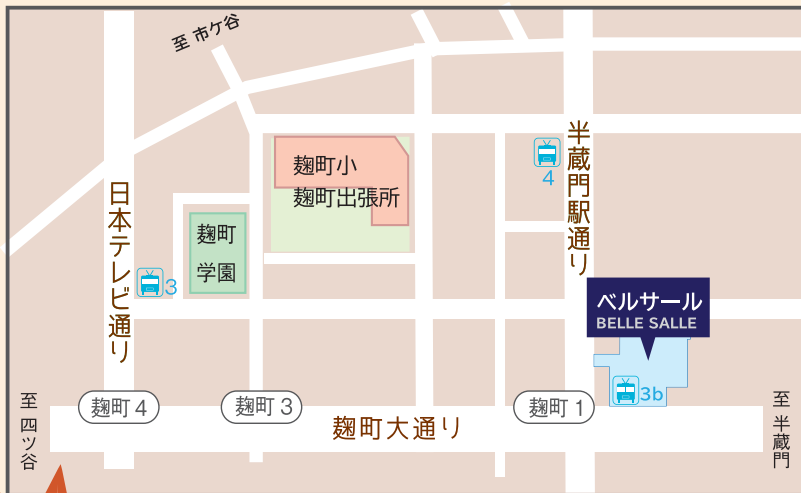 至 市ケ谷
麹町小
麹町出張所
4
半蔵門駅通り
日本テレビ通り
麹町
学園
3
ベルサール
BELLE SALLE
3b
麹町 4
麹町 3
麹町 1
麹町大通り
至 四ツ谷
至 半蔵門